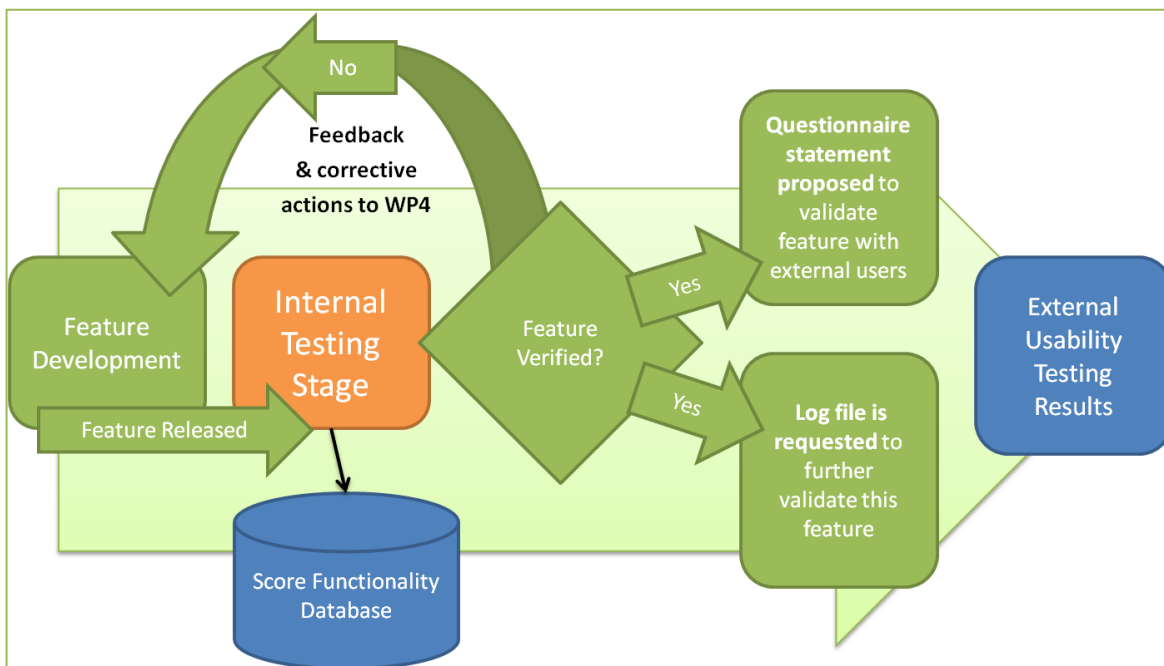 No
Feedback
& corrective
actions to WP4
Feature
Development
Feature Released
Internal
Testing
Stage
Score Functionality
Database
Feature
Verified?
Yes
Yes
Questionnaire
statement
proposed to
validate
feature with
external users
Log file is
requested to
further
validate this
feature
External
Usability
Testing
Results